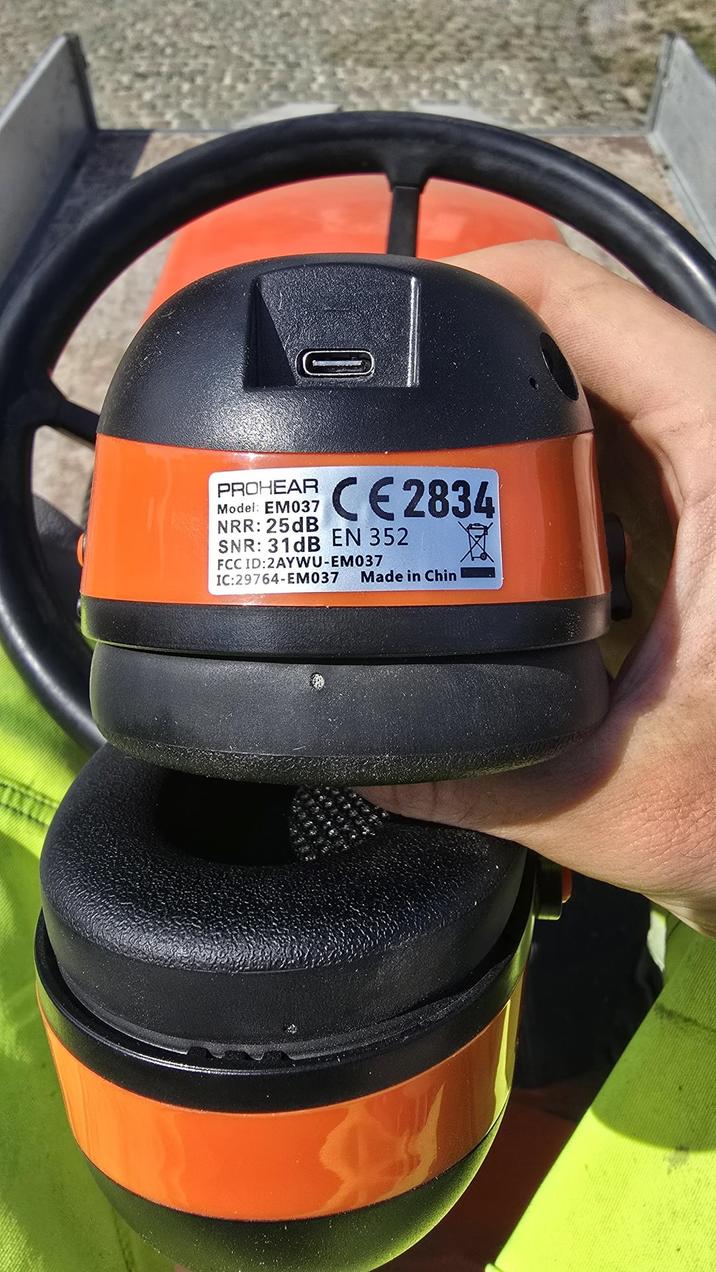 PROHEAR CE 2834
Model: EM037
NRR: 25dB
SNR: 31dB EN 352
FCC ID:2AYWU-EM037
IC:29764-EM037 Made in Chin